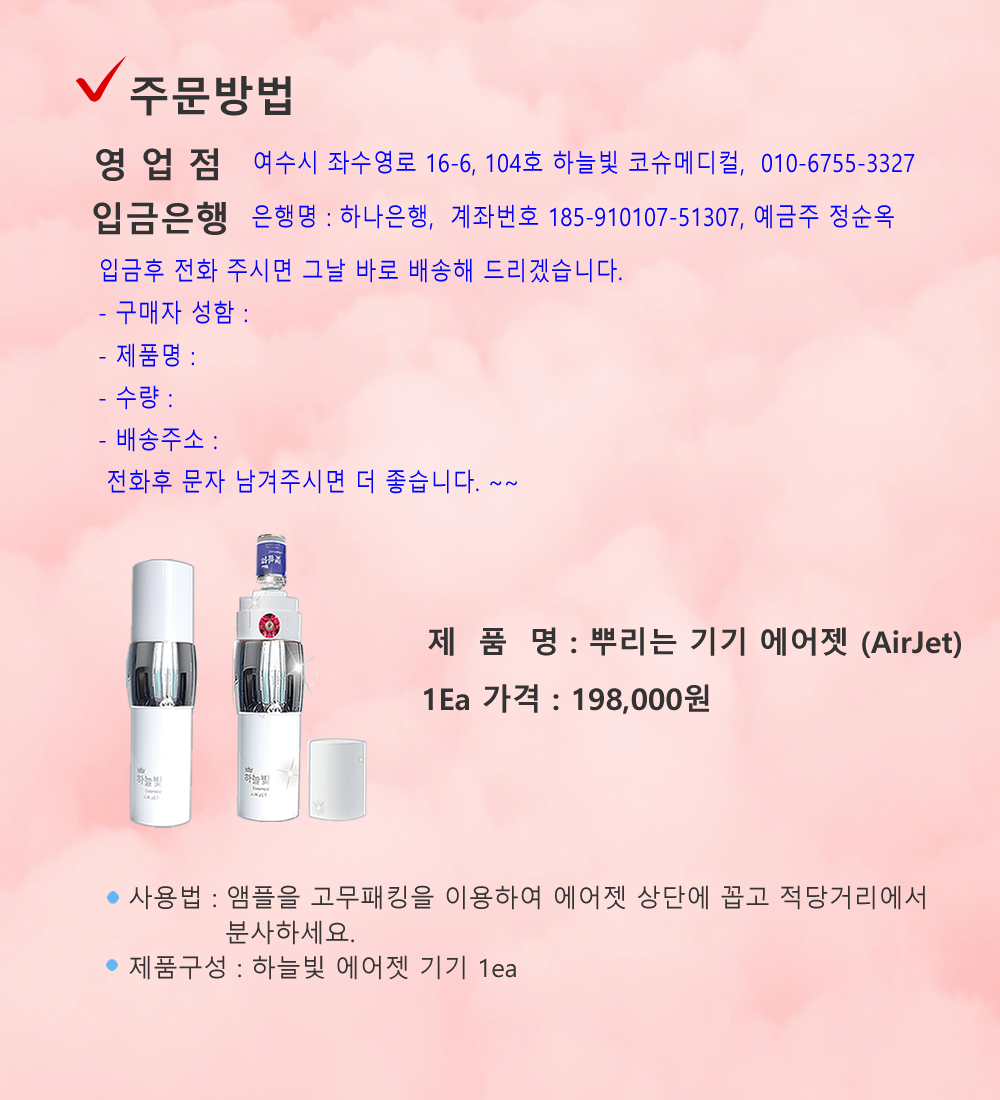 주문방법
영 업 점 여수시 좌수영로 16-6, 104호 하늘빛 코슈메디컬, 010-6755-3327
입금은행 은행명 : 하나은행, 계좌번호 185-910107-51307, 예금주 정순옥
입금후 전화 주시면 그날 바로 배송해 드리겠습니다.
- 구매자 성함 :
- 제품명 :
- 수량 :
- 배송주소 :
전화후 문자 남겨주시면 더 좋습니다. ~~
하늘빛
제 품 명 : 뿌리는 기기 에어젯 (AirJet)
1Ea 가격 : 198,000원
하늘빛
AIRJET
하늘빛
AIRJET
사용법 : 앰플을 고무패킹을 이용하여 에어젯 상단에 꼽고 적당거리에서
분사하세요.
제품구성 : 하늘빛 에어젯 기기 1ea